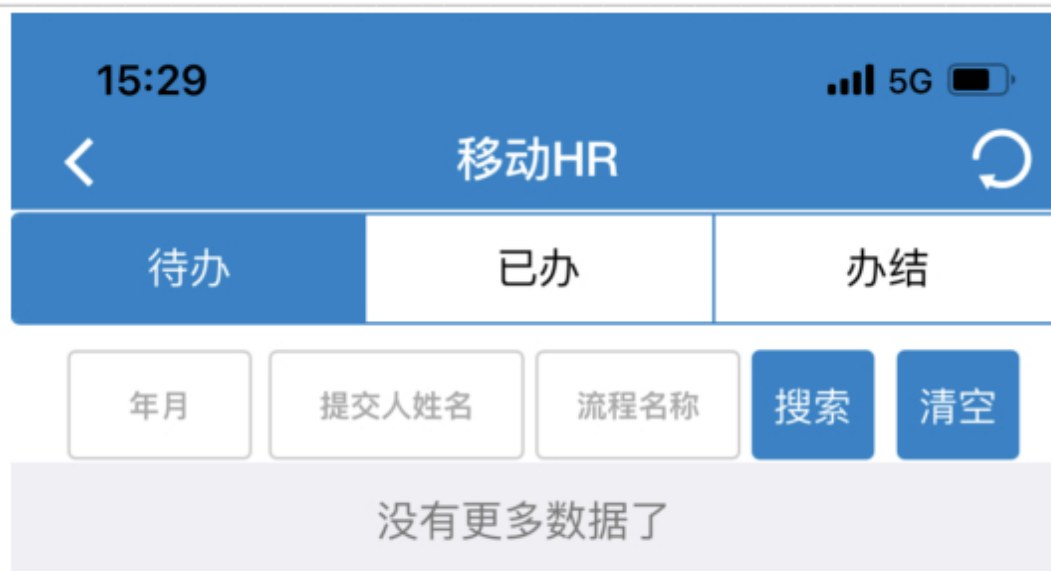 15:29 5G
移动HR
待办 已办 办结
年月 提交人姓名 流程名称 搜索 清空
没有更多数据了